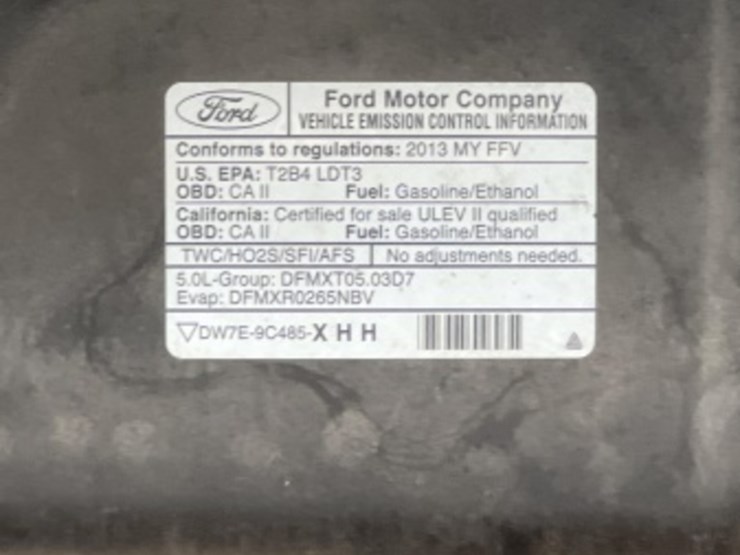 Ford
Ford Motor Company
VEHICLE EMISSION CONTROL INFORMATION
Conforms to regulations: 2013 MY FFV
U.S. EPA: T2B4 LDT3
OBD: CA II Fuel: Gasoline/Ethanol
California: Certified for sale ULEV II qualified
OBD: CA II Fuel: Gasoline/Ethanol
TWC/HO2S/SFI/AFS No adjustments needed.
5.0L-Group: DFMXT05.03D7
Evap: DFMXR0265NBV
▽DW7E-9C485-X H H